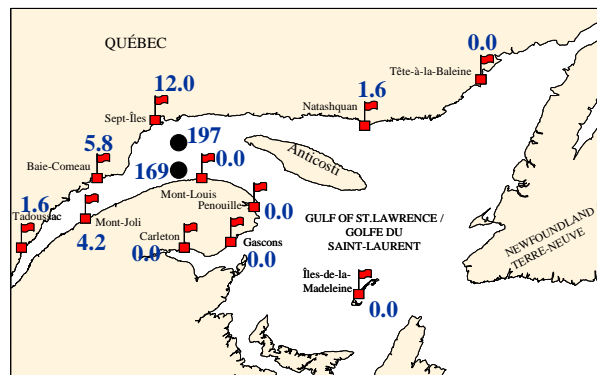 QUÉBEC
0.0
Tête-à-la-Baleine
12.0
1.6
Sept-Îles
Natashquan
197
5.8
Anticosti
0.0
Baie-Comeau
169
Mont-Louis
1.6
Penouille
Tadoussac
0.0
Mont-Joli
GULF OF ST.LAWRENCE /
GOLFE DU
SAINT-LAURENT
4.2
Carleton
0.0
Gascons
0.0
NEWFOUNDLAND
TERRE-NEUVE
Îles-de-la-
Madeleine
0.0